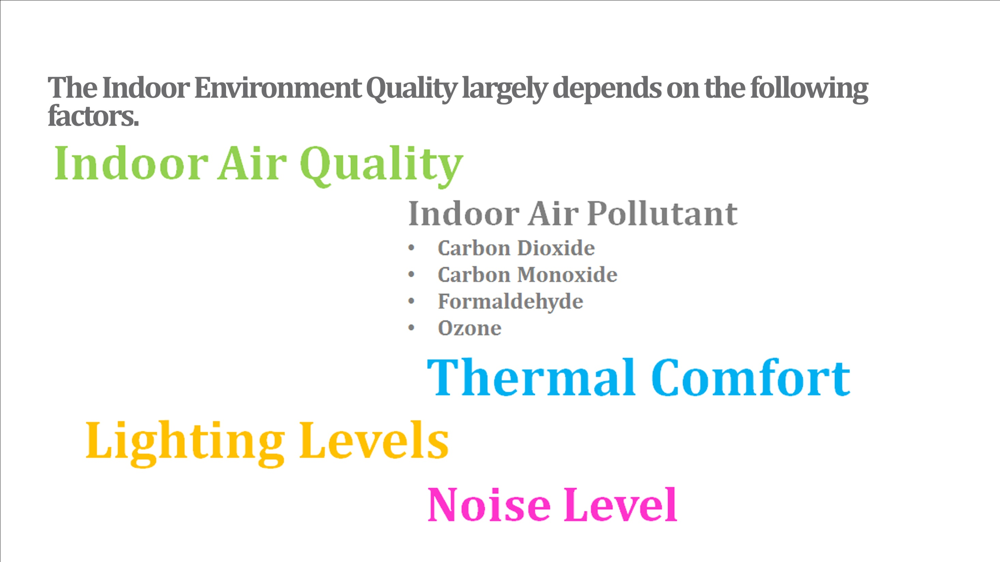 The Indoor Environment Quality largely depends on the following
factors.
Indoor Air Quality
Indoor Air Pollutant
• Carbon Dioxide
• Carbon Monoxide
• Formaldehyde
• Ozone
Thermal Comfort
Lighting Levels
Noise Level